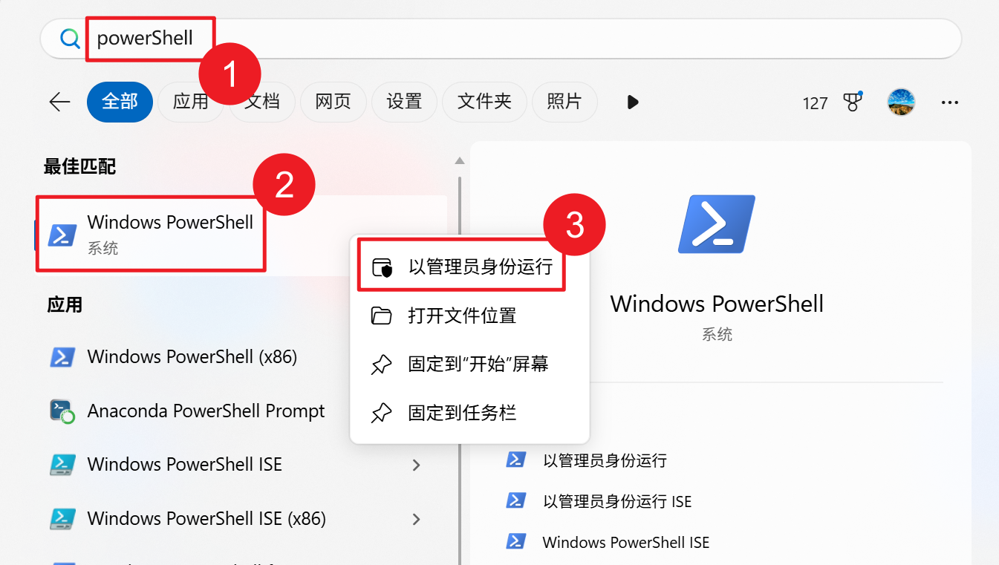 powerShell
1
全部 应用 文档 网页 设置 文件夹 照片 127
最佳匹配
2
Windows PowerShell
系统
3
以管理员身份运行
打开文件位置
固定到“开始”屏幕
固定到任务栏
应用
Windows PowerShell (x86)
Anaconda PowerShell Prompt
Windows PowerShell ISE
Windows PowerShell ISE (x86)
Windows PowerShell
系统
以管理员身份运行
以管理员身份运行 ISE
Windows PowerShell ISE